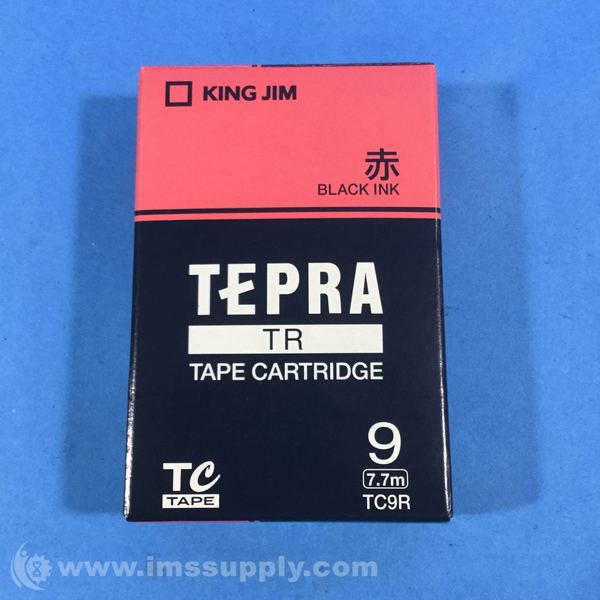 KING JIM
赤
BLACK INK
TEPRA
TR
TAPE CARTRIDGE
9
7.7m
TC9R
TC
TAPE
www.imssupply.com